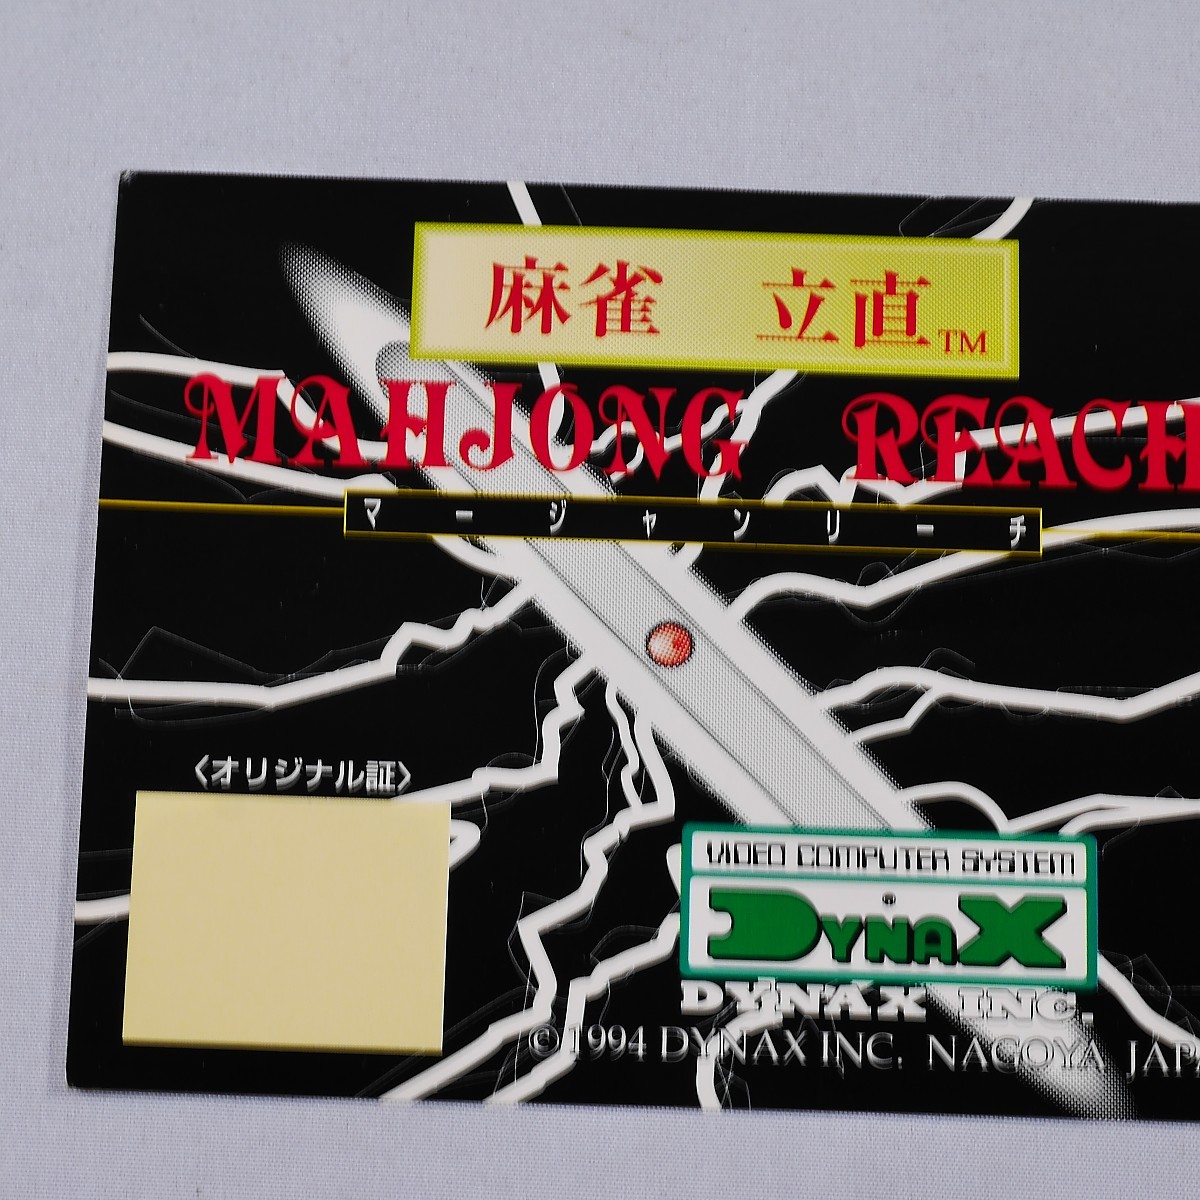 麻雀 立直TM
MAHJONG REACH
マージャンリーチ
〈オリジナル証〉
VIDEO COMPUTER SYSTEM
®
DYNAX
DYNAX INC.
©1994 DYNAX INC. NAGOYA JAPA